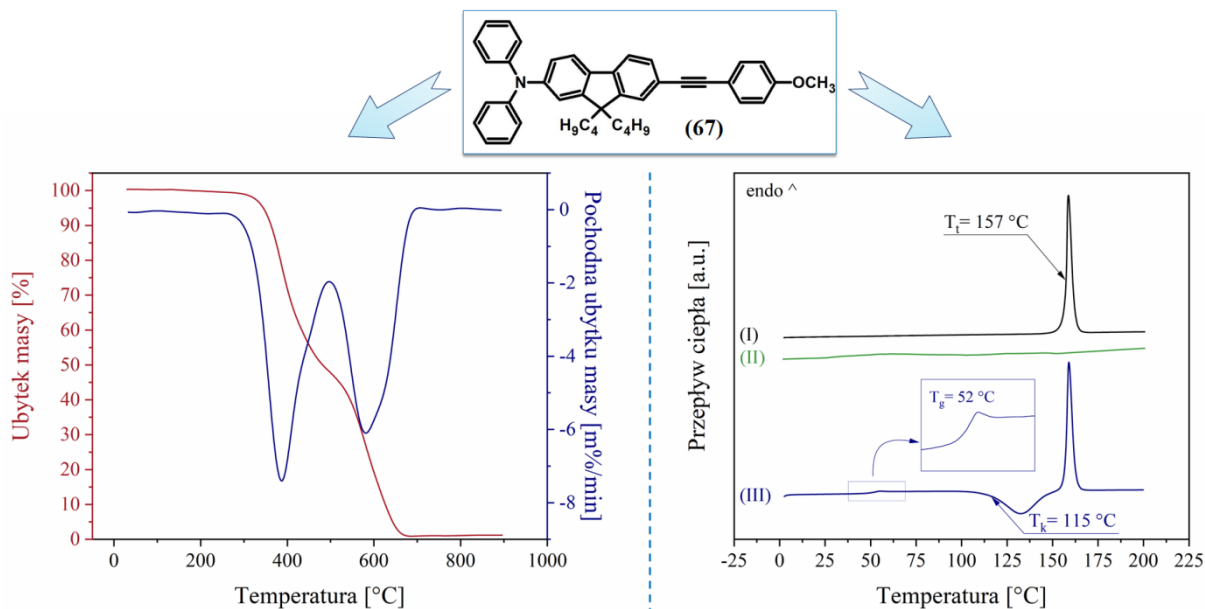 N
OCH₃
H₉C₄ C₄H₉ (67)
Ubytek masy [%]
100
90
80
70
60
50
40
30
20
10
0
0 200 400 600 800 1000
Temperatura [°C]
0
-2
-4
-6
-8
Pochodna ubytku masy [m%/min]
Przepływ ciepła [a.u.]
endo ^
Tt= 157 °C
(I)
(II)
Tg= 52 °C
(III)
Tk= 115 °C
-25 0 25 50 75 100 125 150 175 200 225
Temperatura [°C]